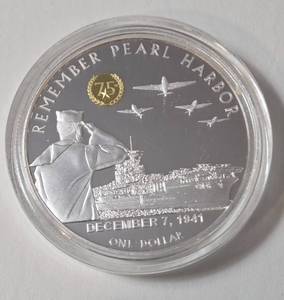 REMEMBER PEARL HARBOR
75
DECEMBER 7, 1941
ONE DOLLAR